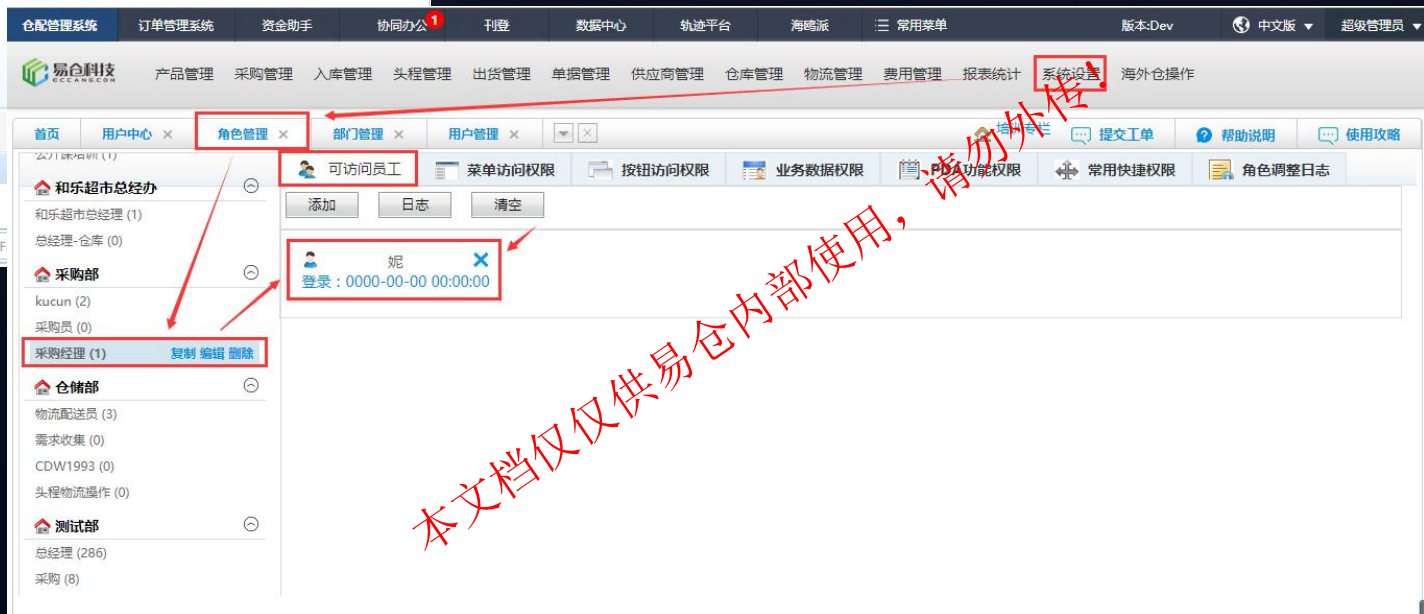 仓配管理系统 订单管理系统 资金助手 协同办公 1 刊登 数据中心 轨迹平台 海鸥派 常用菜单 版本:Dev 中文版 超级管理员
易仓科技 产品管理 采购管理 入库管理 头程管理 出货管理 单据管理 供应商管理 仓库管理 物流管理 费用管理 报表统计 系统设置 海外仓操作
ECCANG.COM
首页 用户中心 角色管理 部门管理 用户管理 培训专栏 提交工单 帮助说明 使用攻略
公开课培训 (1)
可访问员工 菜单访问权限 按钮访问权限 业务数据权限 PDA功能权限 常用快捷权限 角色调整日志
和乐超市总经办
添加 日志 清空
和乐超市总经理 (1)
总经理-仓库 (0)
采购部
妮
登录：0000-00-00 00:00:00
kucun (2)
采购员 (0)
采购经理 (1) 复制 编辑 删除
仓储部
物流配送员 (3)
需求收集 (0)
CDW1993 (0)
头程物流操作 (0)
测试部
总经理 (286)
采购 (8)
本文档仅仅供易仓内部使用，请勿外传！